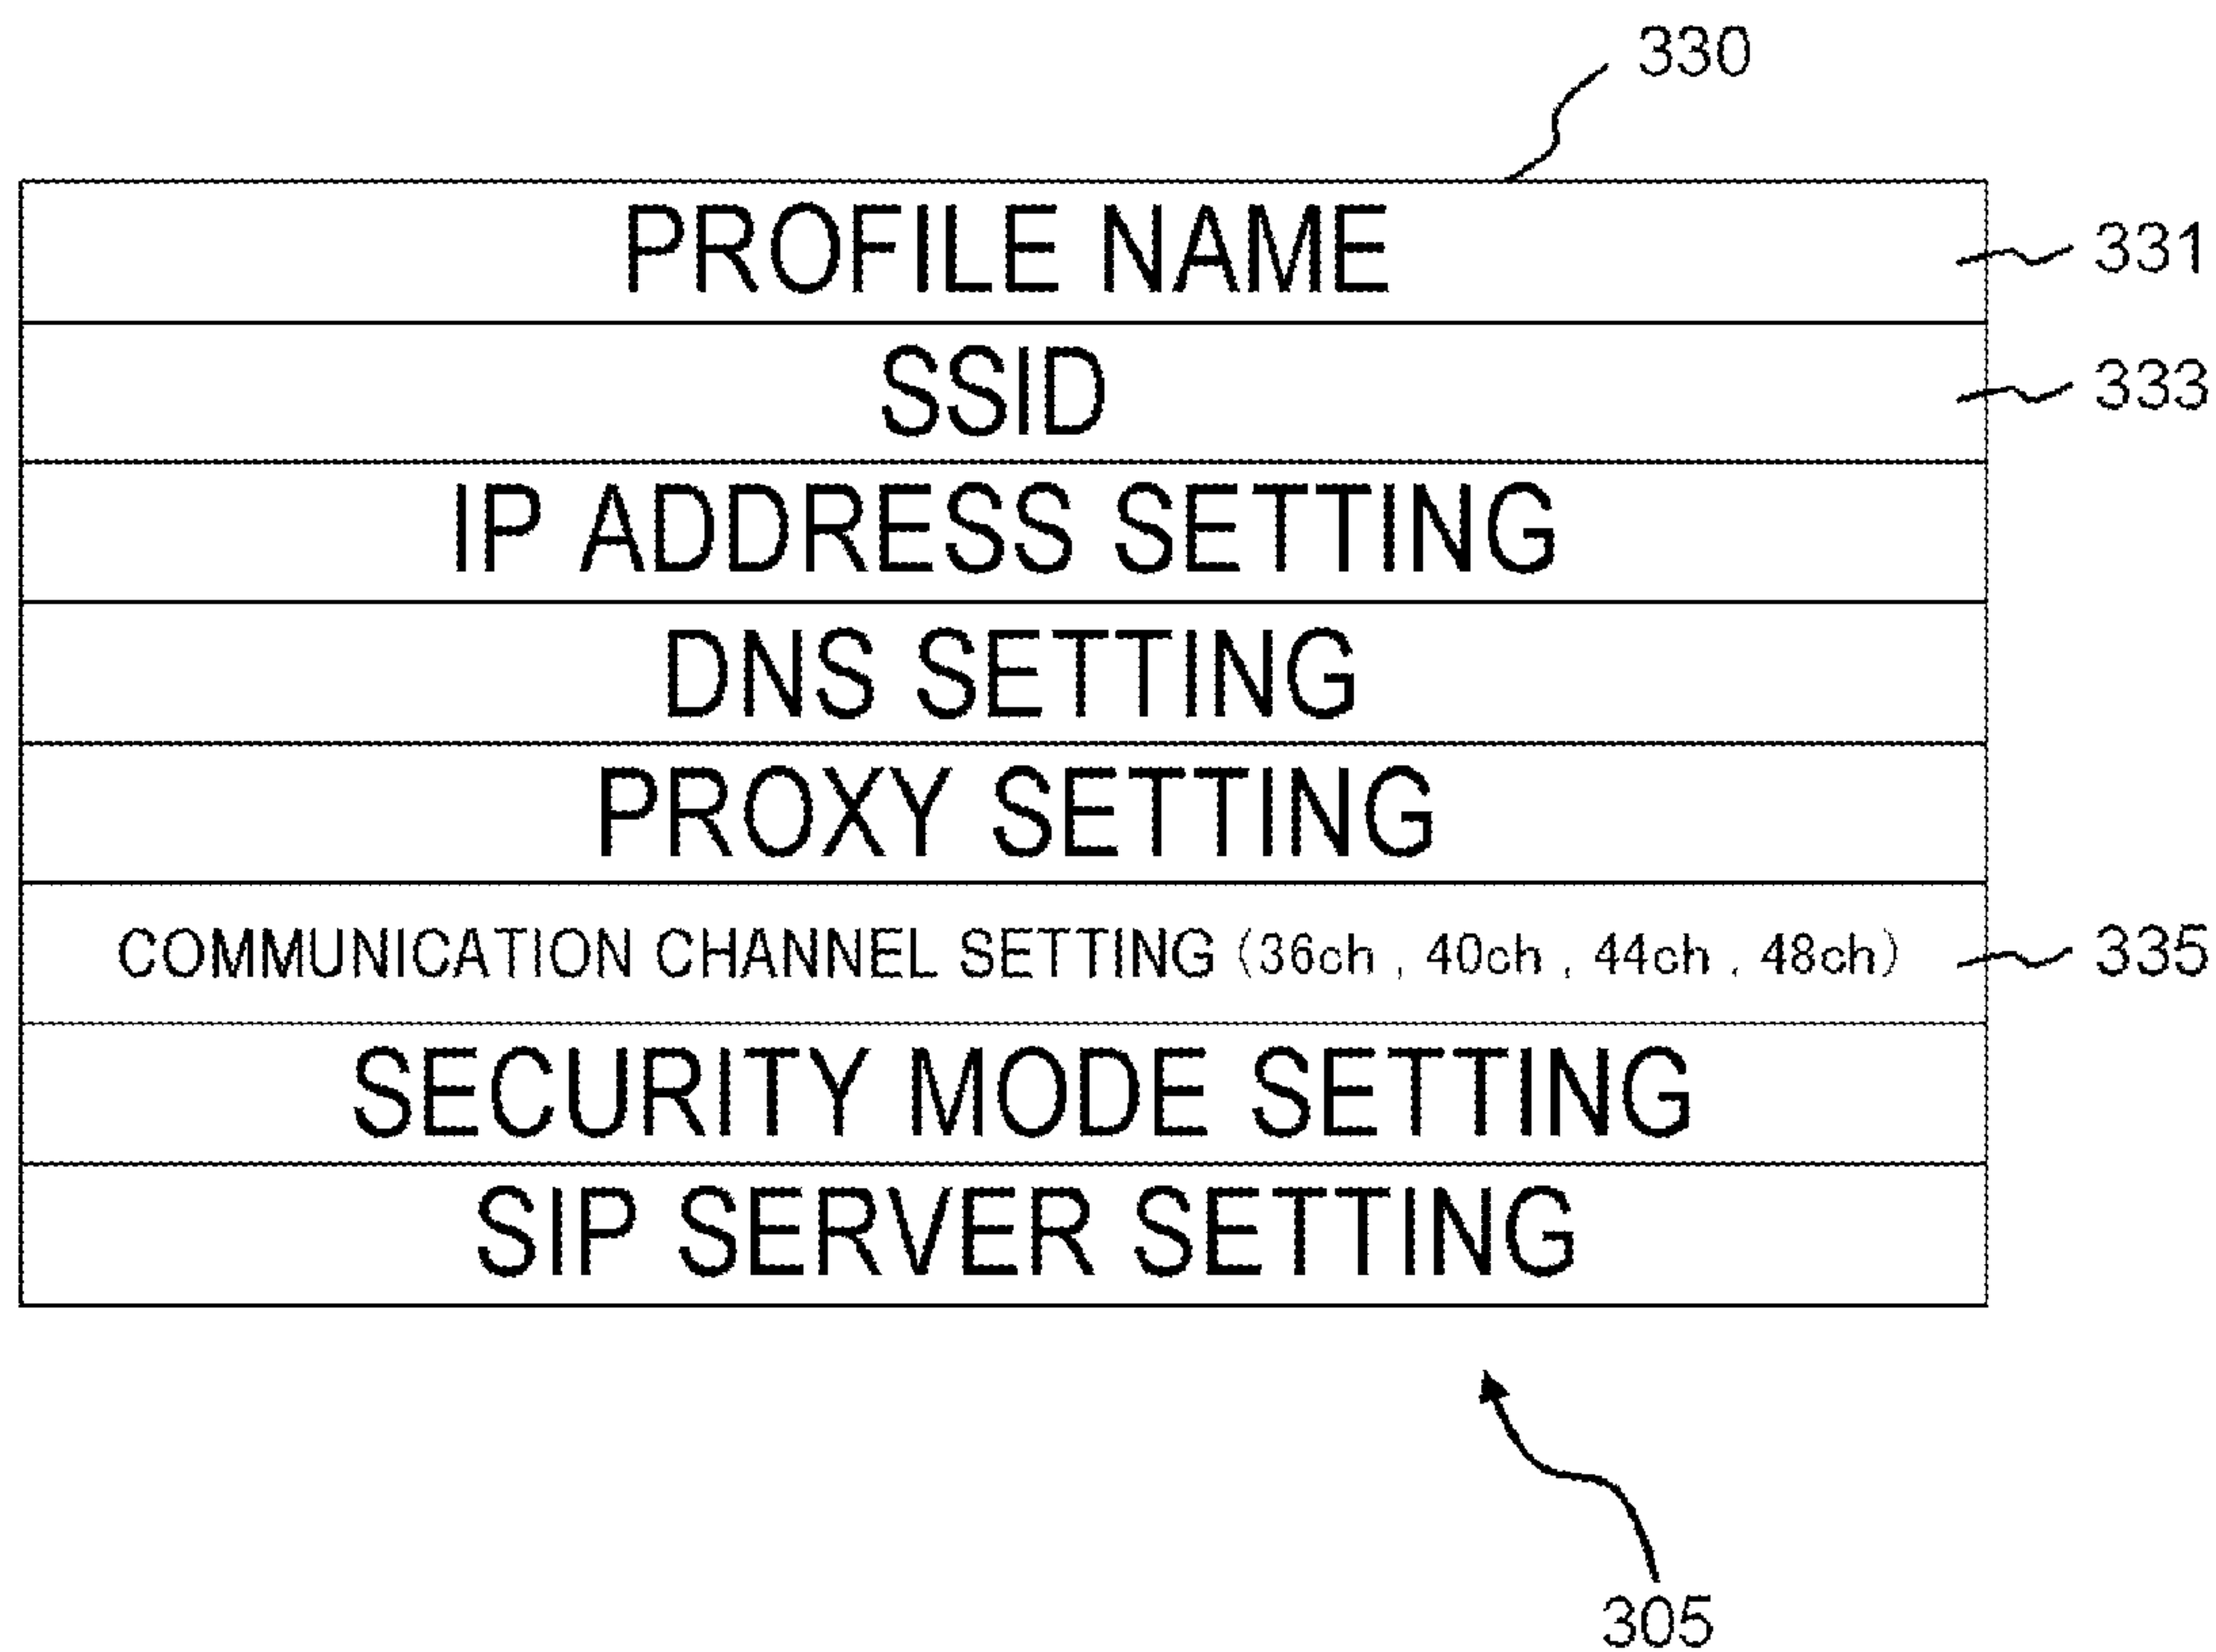 330
PROFILE NAME 331
SSID 333
IP ADDRESS SETTING
DNS SETTING
PROXY SETTING
COMMUNICATION CHANNEL SETTING (36ch , 40ch , 44ch , 48ch) 335
SECURITY MODE SETTING
SIP SERVER SETTING
305